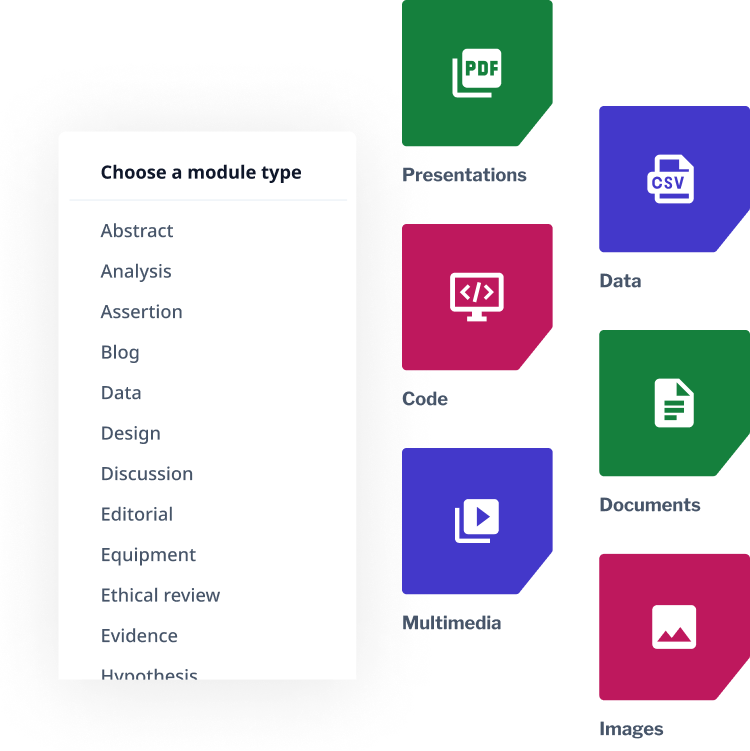 Choose a module type
Abstract
Analysis
Assertion
Blog
Data
Design
Discussion
Editorial
Equipment
Ethical review
Evidence
Hypothesis
PDF
Presentations
</>
Code
Multimedia
CSV
Data
Documents
Images